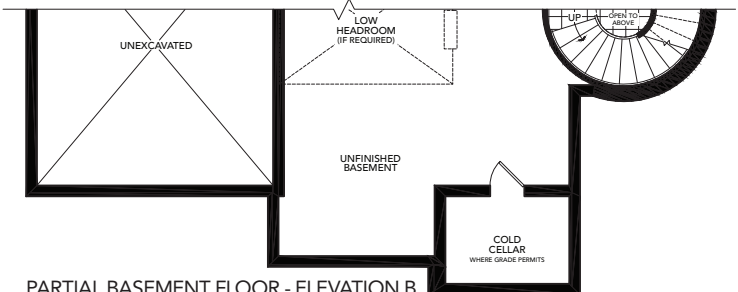 LOW
HEADROOM
(IF REQUIRED)
UP
OPEN TO
ABOVE
UNEXCAVATED
UNFINISHED
BASEMENT
COLD
CELLAR
WHERE GRADE PERMITS
PARTIAL BASEMENT FLOOR - ELEVATION B